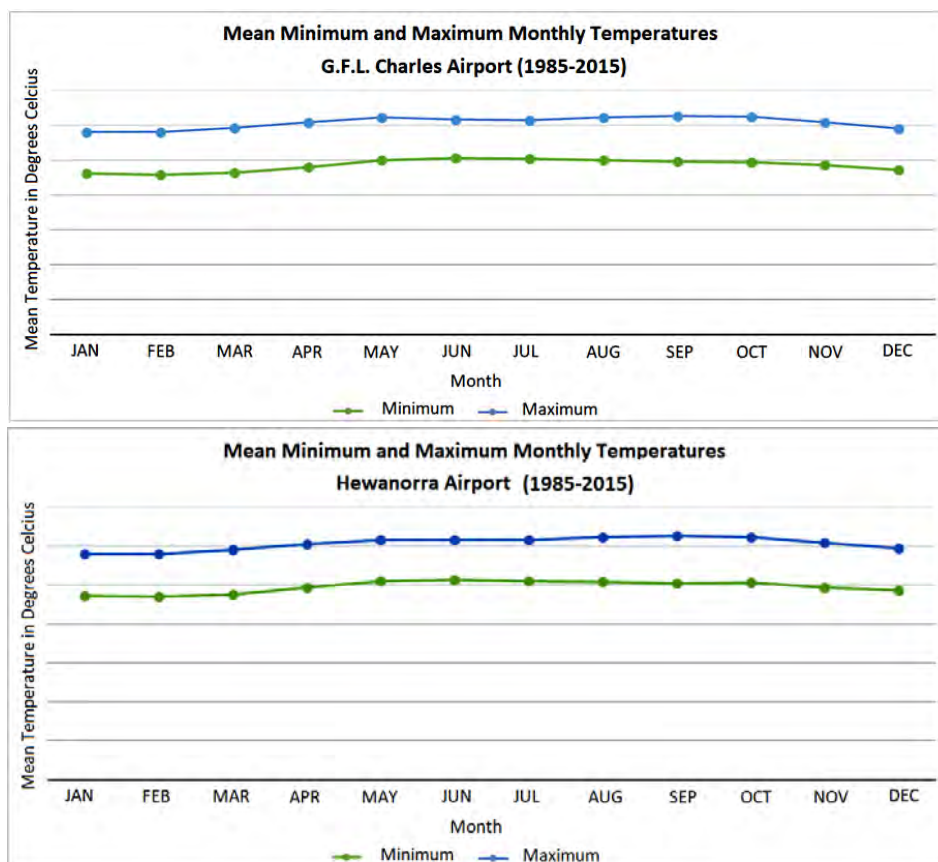 Mean Minimum and Maximum Monthly Temperatures
G.F.L. Charles Airport (1985-2015)
Mean Temperature in Degrees Celcius
JAN FEB MAR APR MAY JUN JUL AUG SEP OCT NOV DEC
Month
Minimum Maximum
Mean Minimum and Maximum Monthly Temperatures
Hewanorra Airport (1985-2015)
Mean Temperature in Degrees Celcius
JAN FEB MAR APR MAY JUN JUL AUG SEP OCT NOV DEC
Month
Minimum Maximum